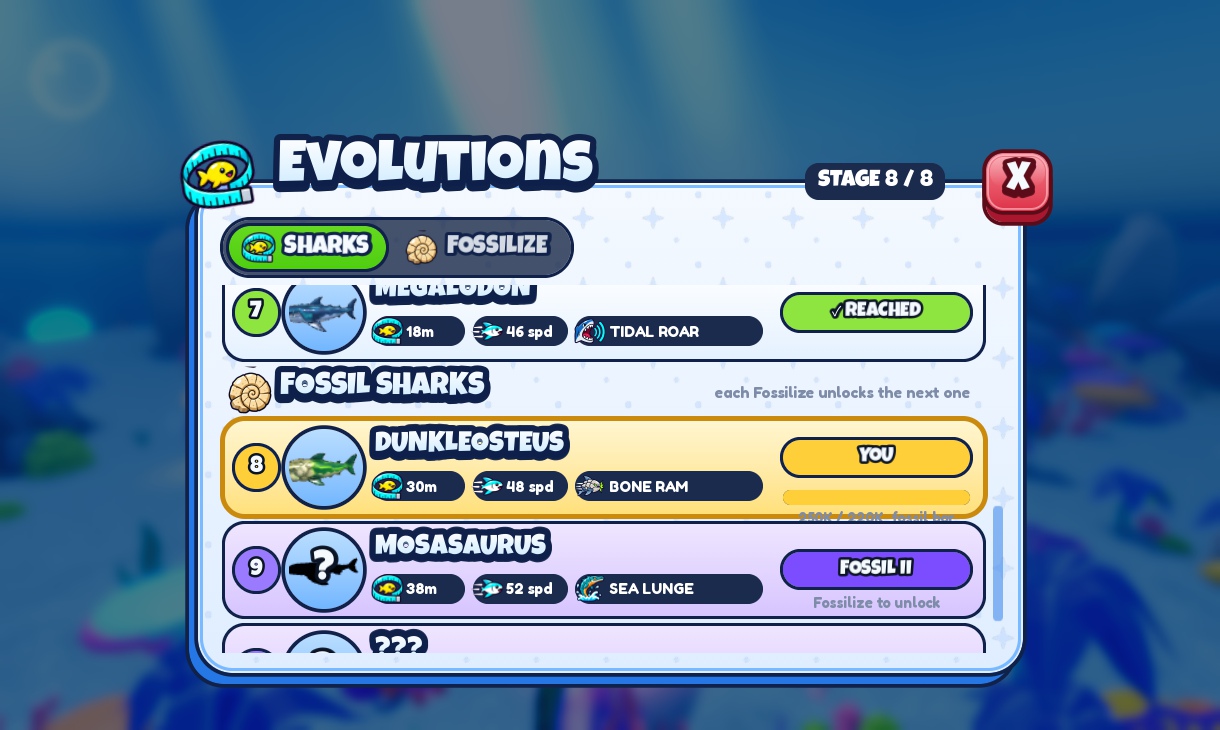 EVOLUTIONS
STAGE 8 / 8
X
SHARKS
FOSSILIZE
7
MEGALODON
18m
46 spd
TIDAL ROAR
✓REACHED
FOSSIL SHARKS
each Fossilize unlocks the next one
8
DUNKLEOSTEUS
30m
48 spd
BONE RAM
YOU
fossil bar
9
?
MOSASAURUS
38m
52 spd
SEA LUNGE
FOSSIL II
Fossilize to unlock
???